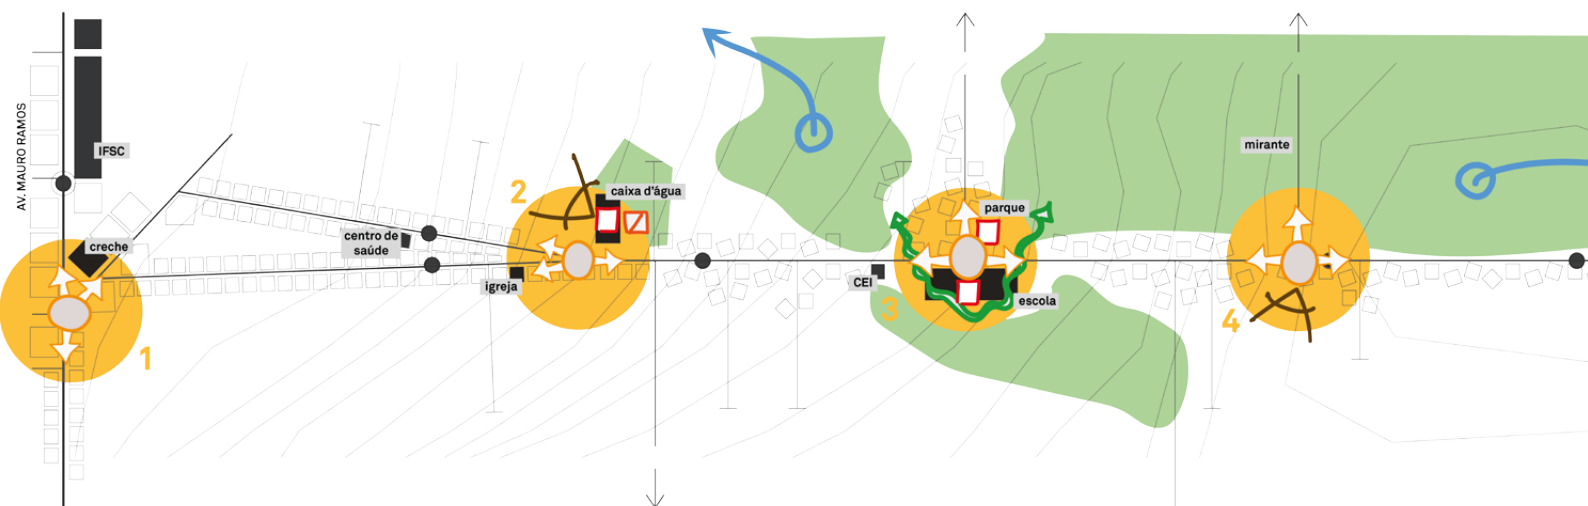 AV. MAURO RAMOS
IFSC
creche
1
centro de
saúde
igreja
2
caixa d'água
CEI
3
parque
escola
mirante
4